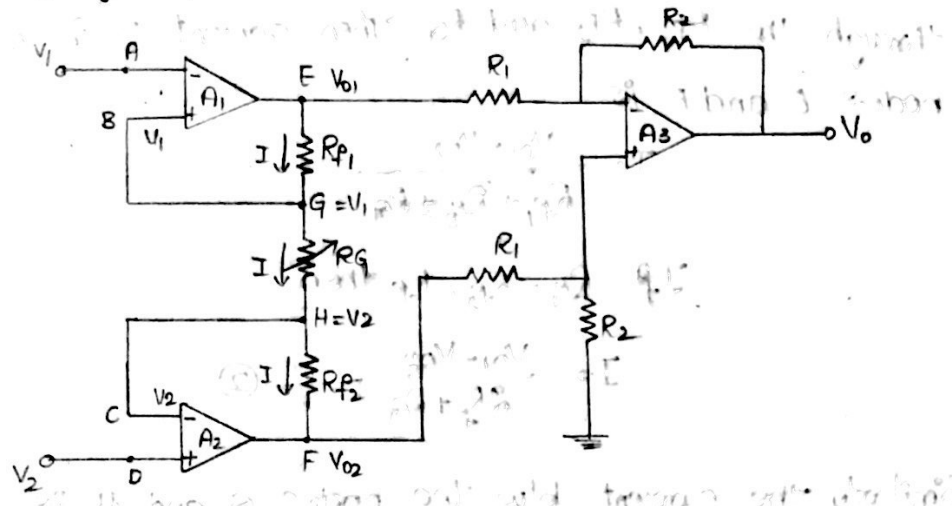 R2
V1 A
- A1 +
E V01
R1
- A3 +
V0
B V1
I Rf1
G = V1
I RG
R1
H = V2
R2
I Rf2
C V2
- A2 +
V2 D
F V02